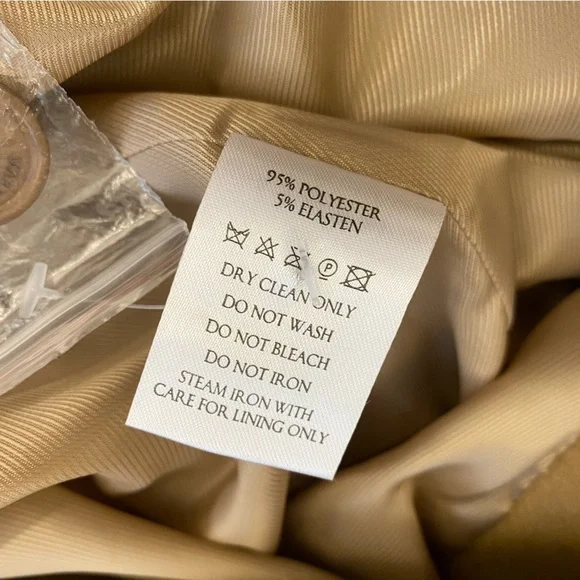 95% POLYESTER
5% ELASTEN
P
DRY CLEAN ONLY
DO NOT WASH
DO NOT BLEACH
DO NOT IRON
STEAM IRON WITH
CARE FOR LINING ONLY